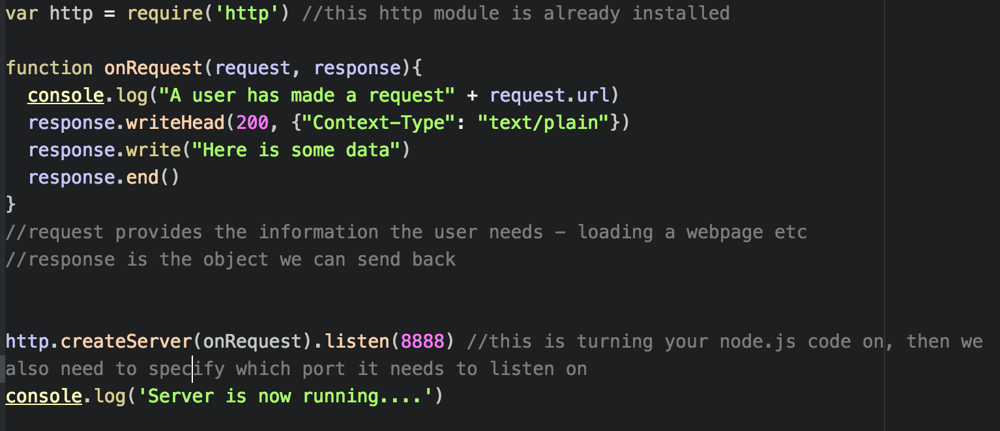 var http = require('http') //this http module is already installed
function onRequest(request, response){
  console.log("A user has made a request" + request.url)
  response.writeHead(200, {"Context-Type": "text/plain"})
  response.write("Here is some data")
  response.end()
}
//request provides the information the user needs - loading a webpage etc
//response is the object we can send back
http.createServer(onRequest).listen(8888) //this is turning your node.js code on, then we
also need to specify which port it needs to listen on
console.log('Server is now running....')